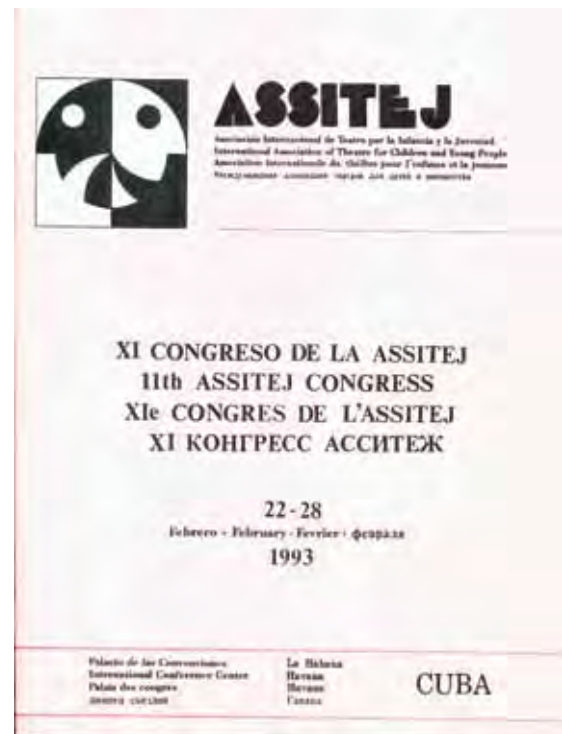 ASSITEJ
Asociación Internacional de Teatro por la Infancia y la Juventud
International Association of Theatre for Children and Young People
Association Internationale du théâtre pour l'enfance et la jeunesse
XI CONGRESO DE LA ASSITEJ
11th ASSITEJ CONGRESS
XIe CONGRES DE L'ASSITEJ
XI КОНГРЕСС АССИТЕЖ
22-28
Febrero - February - Fevrier - февраля
1993
Palacio de las Convenciones
International Conference Center
Palais des congres
La Habana
Havana
Havane
Гавана
CUBA